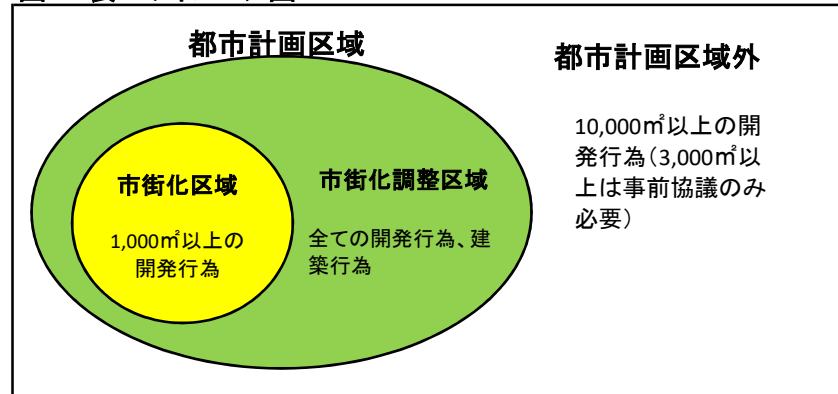 都市計画区域
都市計画区域外
10,000㎡以上の開
発行為（3,000㎡以
上は事前協議のみ
必要）
市街化区域
1,000㎡以上の
開発行為
市街化調整区域
全ての開発行為、建
築行為